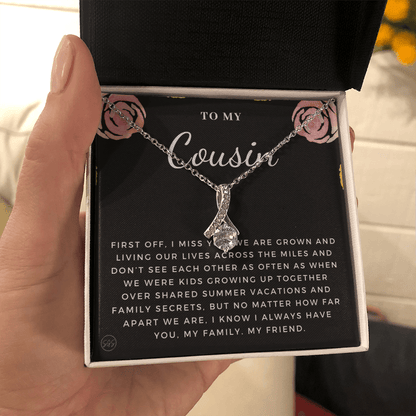 TO MY
Cousin
FIRST OFF, I MISS Y WE ARE GROWN AND
LIVING OUR LIVES ACROSS THE MILES AND
DON'T SEE EACH OTHER AS OFTEN AS WHEN
WE WERE KIDS GROWING UP TOGETHER
OVER SHARED SUMMER VACATIONS AND
FAMILY SECRETS, BUT NO MATTER HOW FAR
APART WE ARE, I KNOW I ALWAYS HAVE
YOU, MY FAMILY. MY FRIEND.